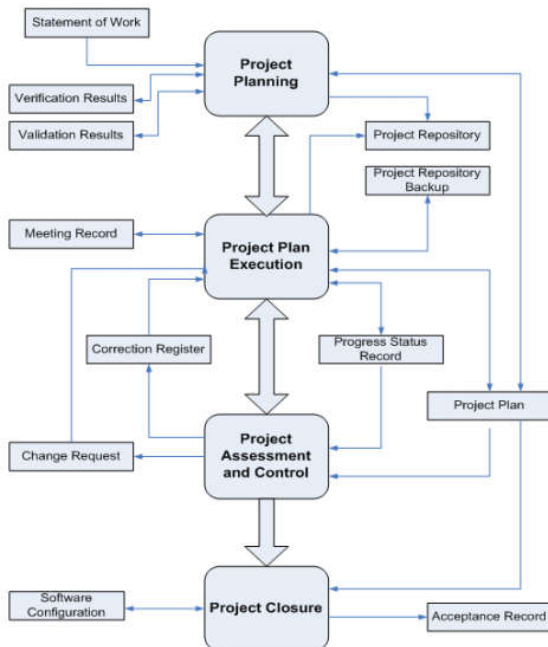 Statement of Work
Project
Planning
Verification Results
Validation Results
Project Repository
Project Repository
Backup
Meeting Record
Project Plan
Execution
Correction Register
Progress Status
Record
Project Plan
Project
Assessment
and Control
Change Request
Software
Configuration
Project Closure
Acceptance Record